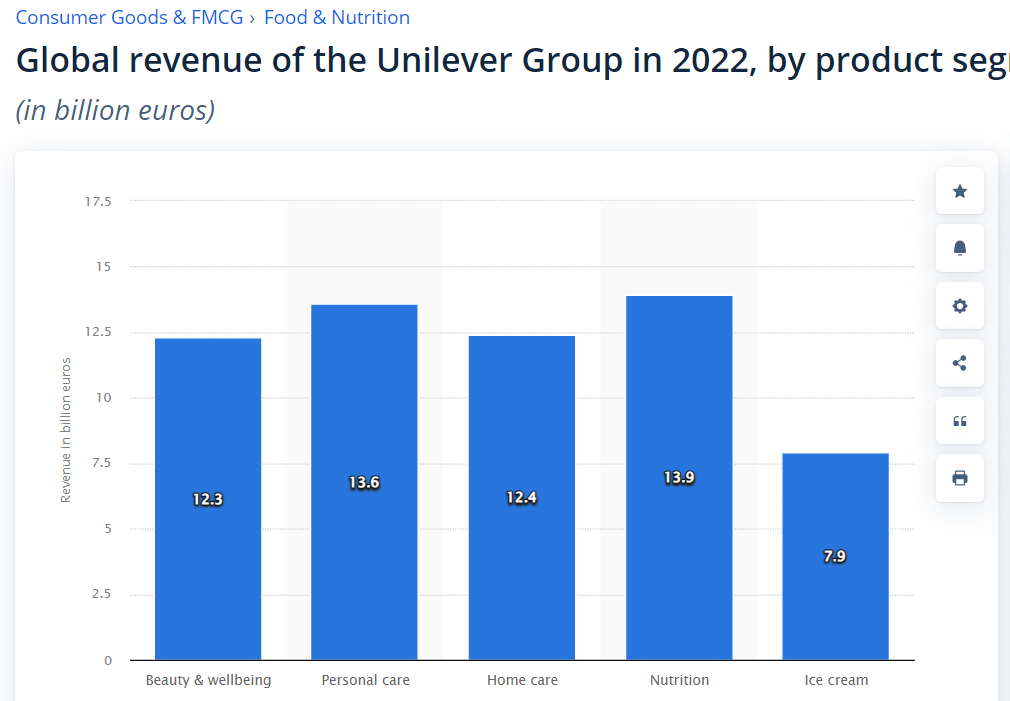 Consumer Goods & FMCG › Food & Nutrition
Global revenue of the Unilever Group in 2022, by product
(in billion euros)
17.5
15
12.5
10
7.5
5
2.5
0
Revenue in billion euros
12.3
13.6
12.4
13.9
7.9
Beauty & wellbeing
Personal care
Home care
Nutrition
Ice cream